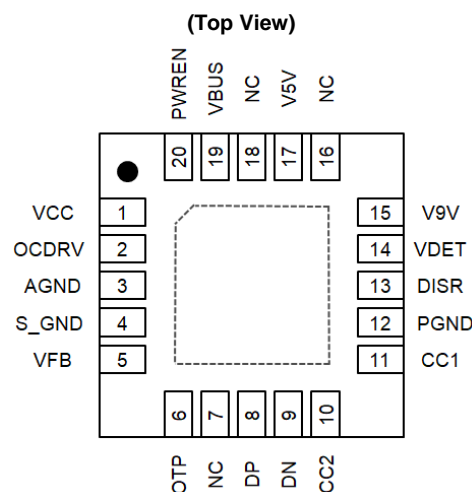 (Top View)
PWREN VBUS NC V5V NC
20 19 18 17 16
VCC 1 15 V9V
OCDRV 2 14 VDET
AGND 3 13 DISR
S_GND 4 12 PGND
VFB 5 11 CC1
6 7 8 9 10
OTP NC DP DN CC2